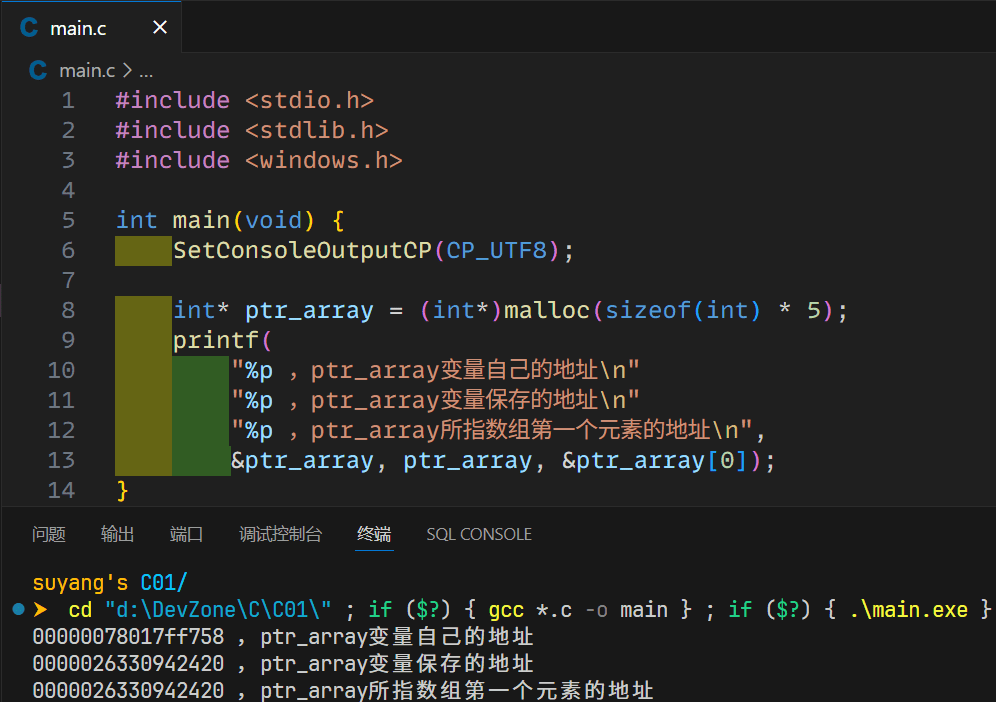 C main.c ×
C main.c > ...
1 #include <stdio.h>
2 #include <stdlib.h>
3 #include <windows.h>
4
5 int main(void) {
6 SetConsoleOutputCP(CP_UTF8);
7
8 int* ptr_array = (int*)malloc(sizeof(int) * 5);
9 printf(
10 "%p ，ptr_array变量自己的地址\n"
11 "%p ，ptr_array变量保存的地址\n"
12 "%p ，ptr_array所指数组第一个元素的地址\n",
13 &ptr_array, ptr_array, &ptr_array[0]);
14 }
问题 输出 端口 调试控制台 终端 SQL CONSOLE
suyang's C01/
cd "d:\DevZone\C\C01\" ; if ($?) { gcc *.c -o main } ; if ($?) { .\main.exe }
00000078017ff758 ，ptr_array变量自己的地址
0000026330942420 ，ptr_array变量保存的地址
0000026330942420 ，ptr_array所指数组第一个元素的地址